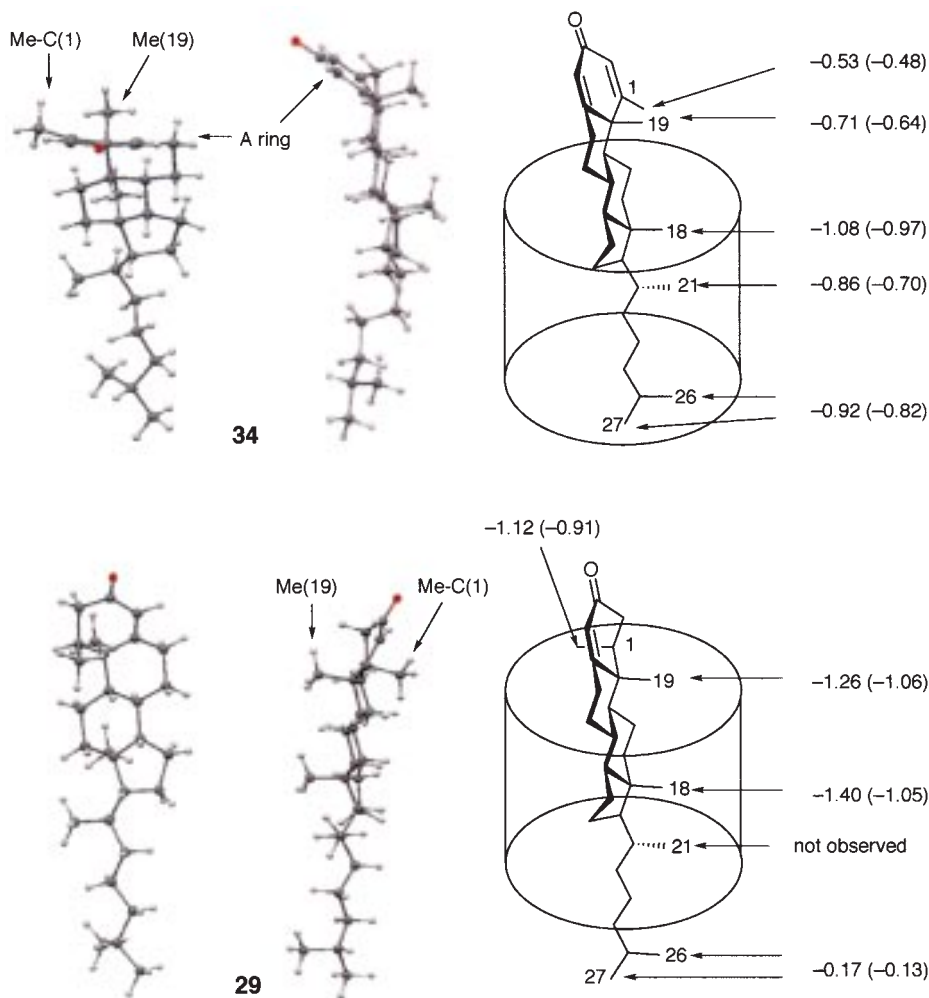 Me-C(1)
Me(19)
A ring
34
O
1
19
18
21
26
27
–0.53 (–0.48)
–0.71 (–0.64)
–1.08 (–0.97)
–0.86 (–0.70)
–0.92 (–0.82)
–1.12 (–0.91)
Me(19)
Me-C(1)
29
O
1
19
18
21
26
27
–1.26 (–1.06)
–1.40 (–1.05)
not observed
–0.17 (–0.13)